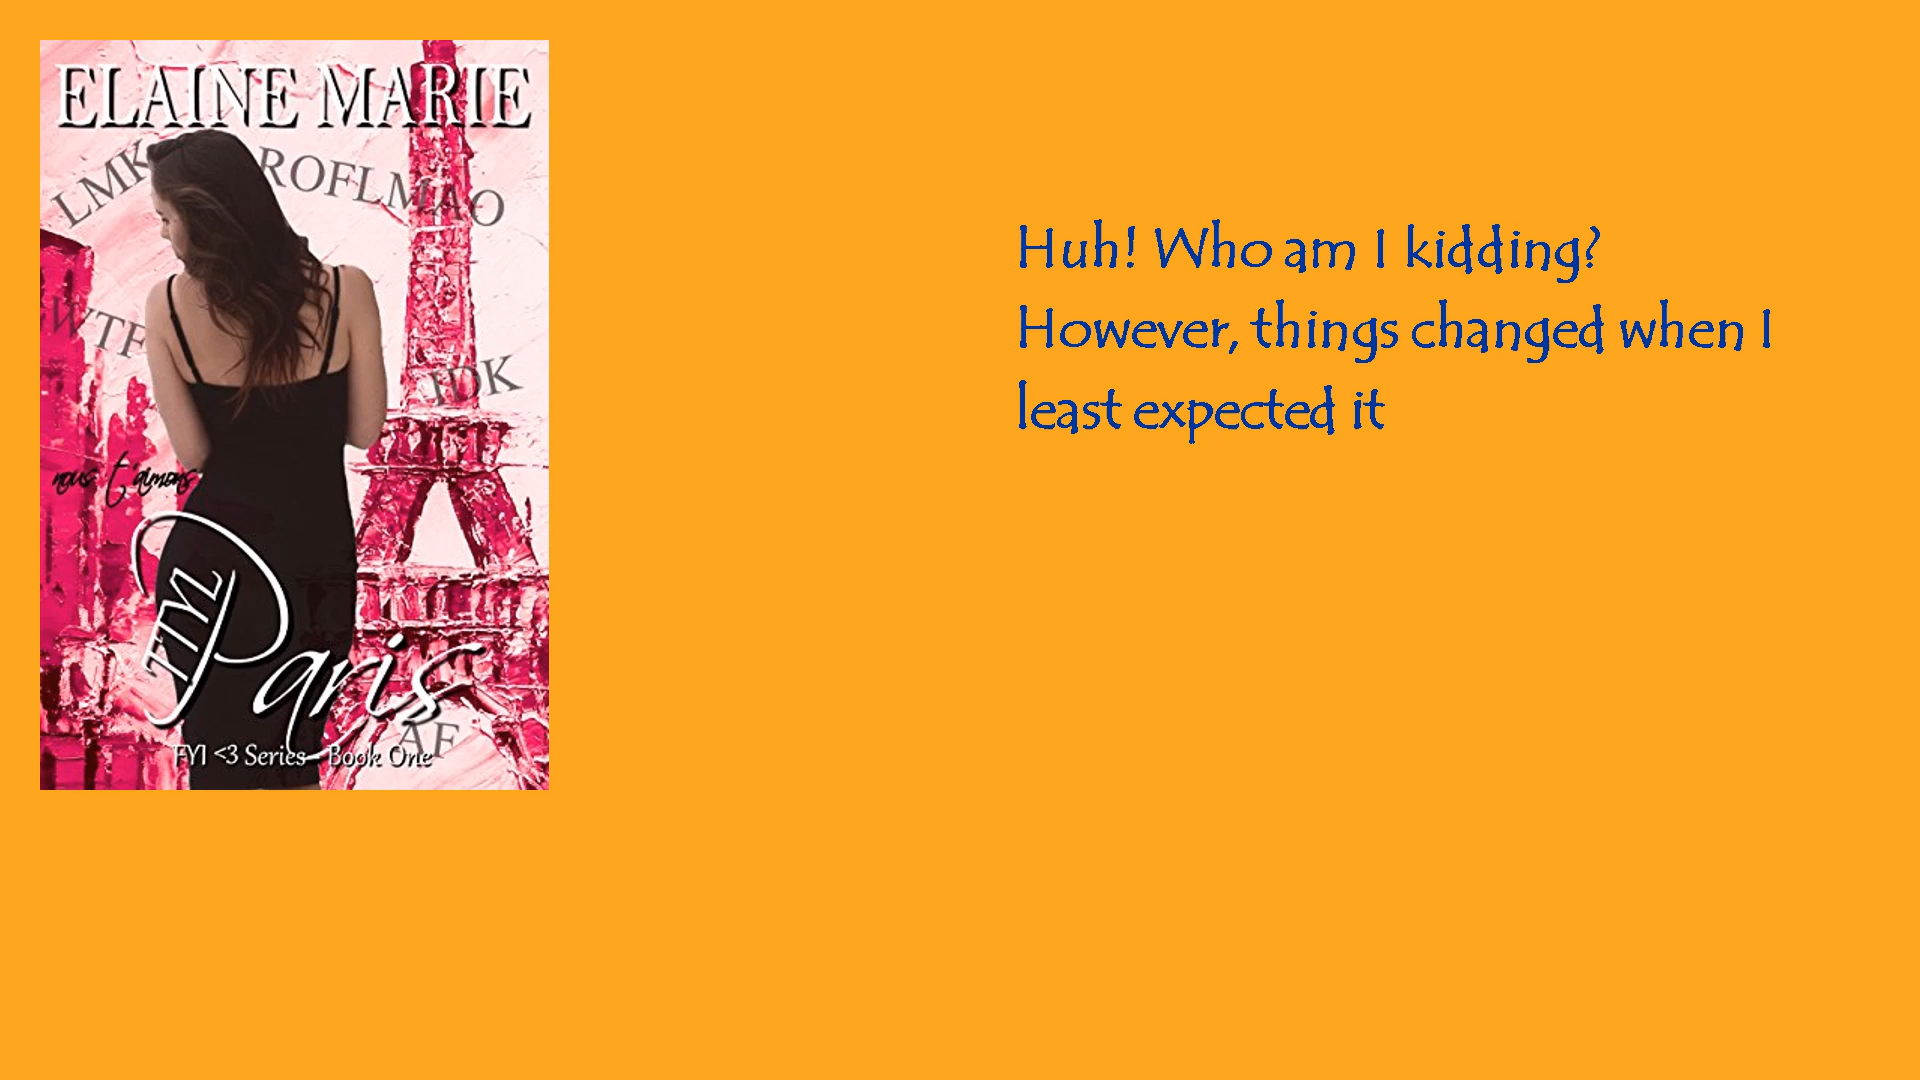 ELAINE MARIE
LMK
ROFLMAO
WTF
IDK
nous t'aimons
TTYL
Paris
AF
FYI <3 Series - Book One
Huh! Who am I kidding?
However, things changed when I
least expected it